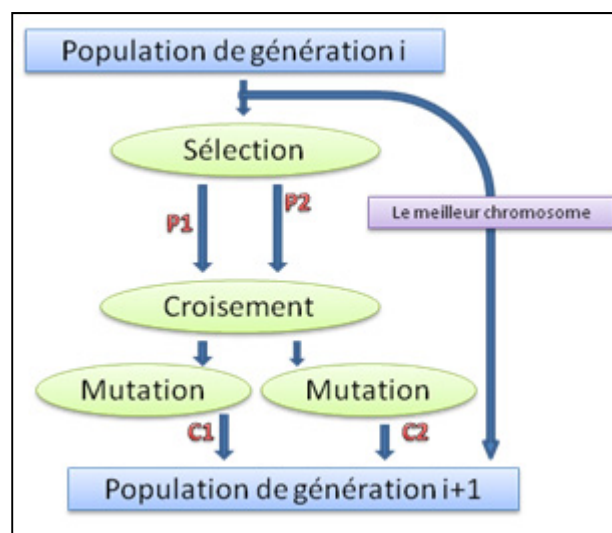 Population de génération i
Sélection
P1
P2
Le meilleur chromosome
Croisement
Mutation
Mutation
C1
C2
Population de génération i+1